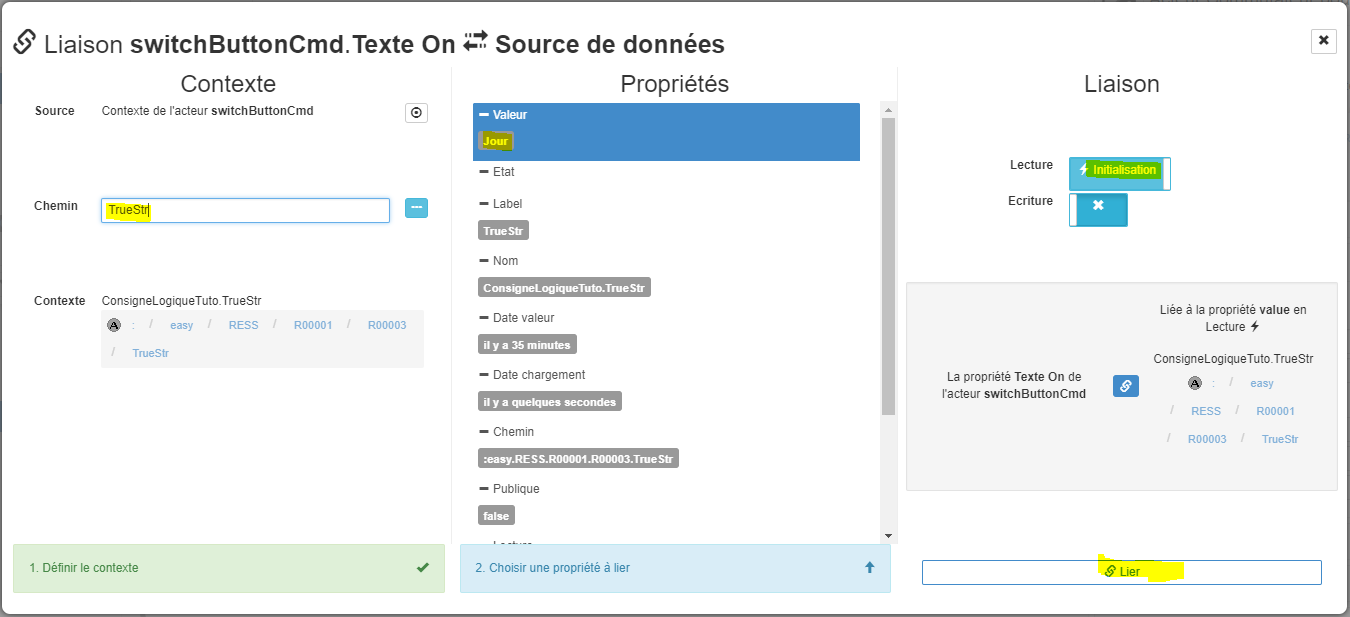 Liaison switchButtonCmd.Texte On Source de données
Contexte
Source Contexte de l'acteur switchButtonCmd
Chemin TrueStr
Contexte ConsigneLogiqueTuto.TrueStr
A : / easy / RESS / R00001 / R00003
/ TrueStr
1. Définir le contexte
Propriétés
Valeur
Jour
Etat
Label
TrueStr
Nom
ConsigneLogiqueTuto.TrueStr
Date valeur
il y a 35 minutes
Date chargement
il y a quelques secondes
Chemin
:easy.RESS.R00001.R00003.TrueStr
Publique
false
2. Choisir une propriété à lier
Liaison
Lecture Initialisation
Ecriture
La propriété Texte On de
l'acteur switchButtonCmd
Liée à la propriété value en
Lecture
ConsigneLogiqueTuto.TrueStr
A : / easy
/ RESS / R00001
/ R00003 / TrueStr
Lier